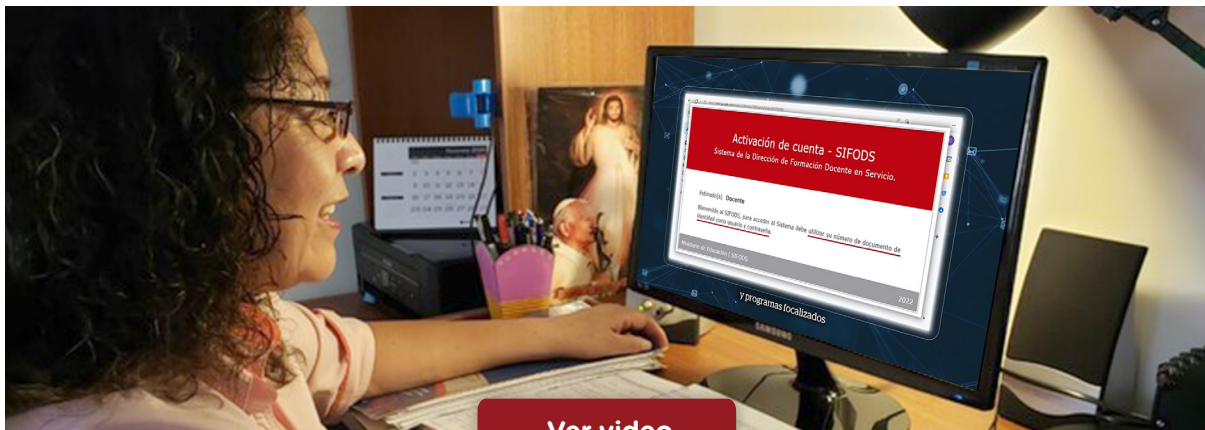 Activación de cuenta - SIFODS
Sistema de la Dirección de Formación Docente en Servicio.
Estimado(a) Docente
Bienvenido al SIFODS, para acceder al Sistema debe utilizar su número de documento de
identidad como usuario y contraseña.
Ministerio de Educación | SIFODS
2022
y programas focalizados
SAMSUNG
Ver video